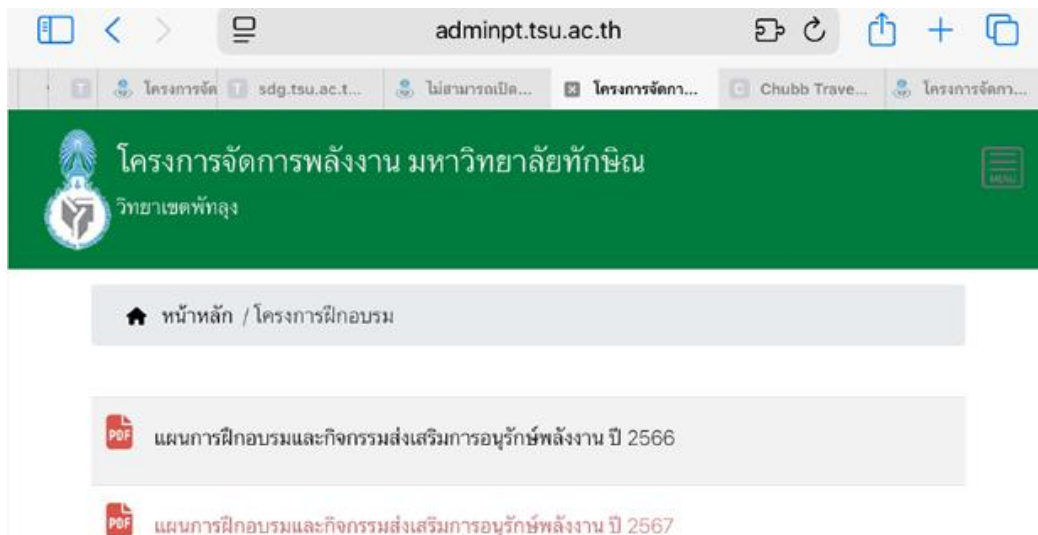 adminpt.tsu.ac.th
โครงการจัด
sdg.tsu.ac.t...
ไม่สามารถเปิด...
โครงการจัดกา...
Chubb Trave...
โครงการจัดกา...
โครงการจัดการพลังงาน มหาวิทยาลัยทักษิณ
วิทยาเขตพัทลุง
MENU
หน้าหลัก / โครงการฝึกอบรม
PDF แผนการฝึกอบรมและกิจกรรมส่งเสริมการอนุรักษ์พลังงาน ปี 2566
PDF แผนการฝึกอบรมและกิจกรรมส่งเสริมการอนุรักษ์พลังงาน ปี 2567